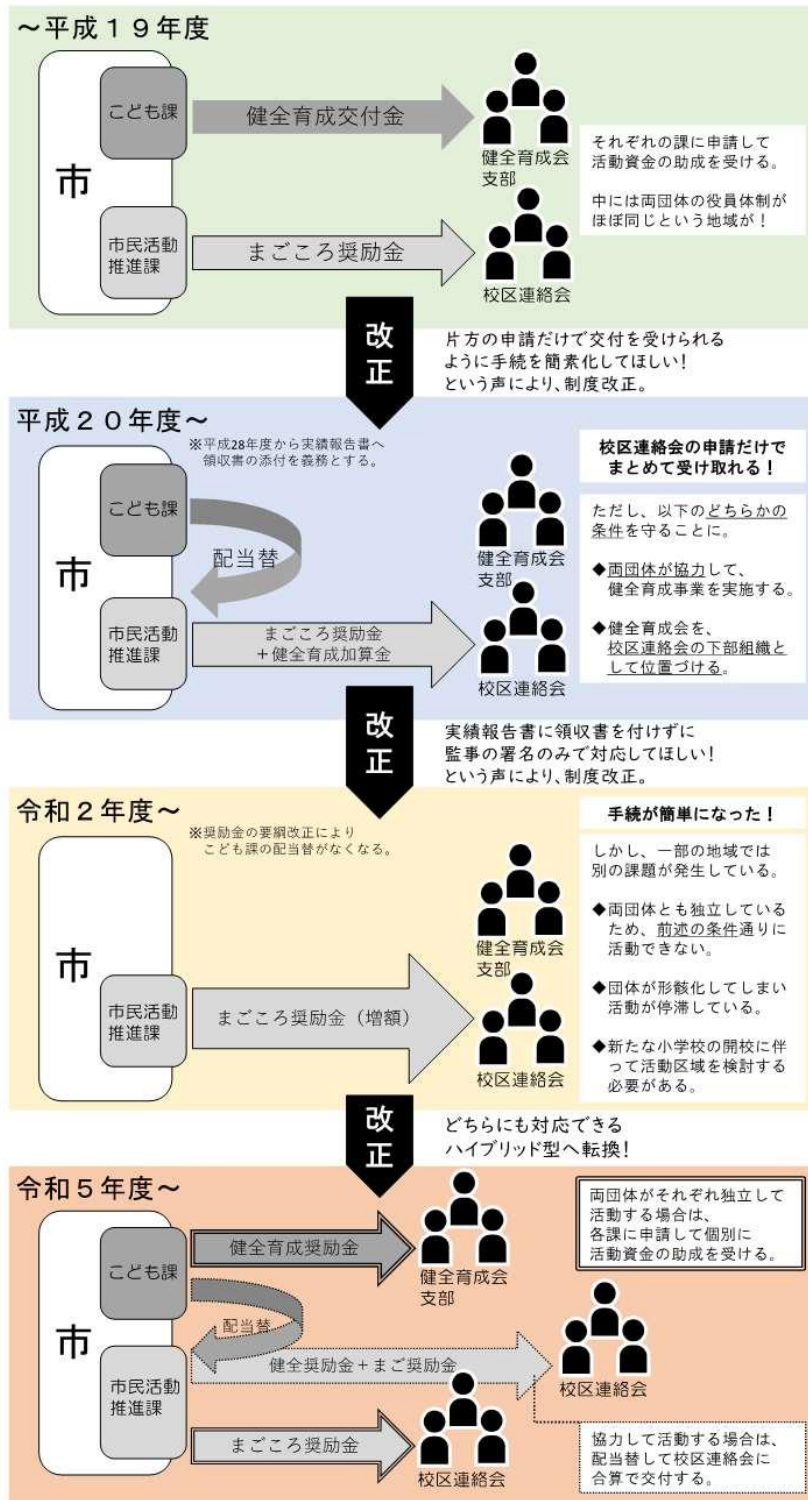 ～平成１９年度
市
こども課
健全育成交付金
健全育成会
支部
それぞれの課に申請して
活動資金の助成を受ける。
中には両団体の役員体制が
ほぼ同じという地域が！
市民活動
推進課
まごころ奨励金
校区連絡会
改正
片方の申請だけで交付を受けられる
ように手続を簡素化してほしい！
という声により、制度改正。
平成２０年度～
※平成28年度から実績報告書へ
領収書の添付を義務とする。
市
こども課
配当替
健全育成会
支部
市民活動
推進課
まごころ奨励金
＋健全育成加算金
校区連絡会
校区連絡会の申請だけで
まとめて受け取れる！
ただし、以下のどちらかの
条件を守ることに。
◆両団体が協力して、
健全育成事業を実施する。
◆健全育成会を、
校区連絡会の下部組織と
して位置づける。
改正
実績報告書に領収書を付けずに
監事の署名のみで対応してほしい！
という声により、制度改正。
令和２年度～
※奨励金の要綱改正により
こども課の配当替がなくなる。
市
健全育成会
支部
市民活動
推進課
まごころ奨励金（増額）
校区連絡会
手続が簡単になった！
しかし、一部の地域では
別の課題が発生している。
◆両団体とも独立している
ため、前述の条件通りに
活動できない。
◆団体が形骸化してしまい
活動が停滞している。
◆新たな小学校の開校に伴
って活動区域を検討する
必要がある。
改正
どちらにも対応できる
ハイブリッド型へ転換！
令和５年度～
市
こども課
健全育成奨励金
健全育成会
支部
両団体がそれぞれ独立して
活動する場合は、
各課に申請して個別に
活動資金の助成を受ける。
配当替
健全奨励金＋まご奨励金
校区連絡会
市民活動
推進課
まごころ奨励金
校区連絡会
協力して活動する場合は、
配当替して校区連絡会に
合算で交付する。